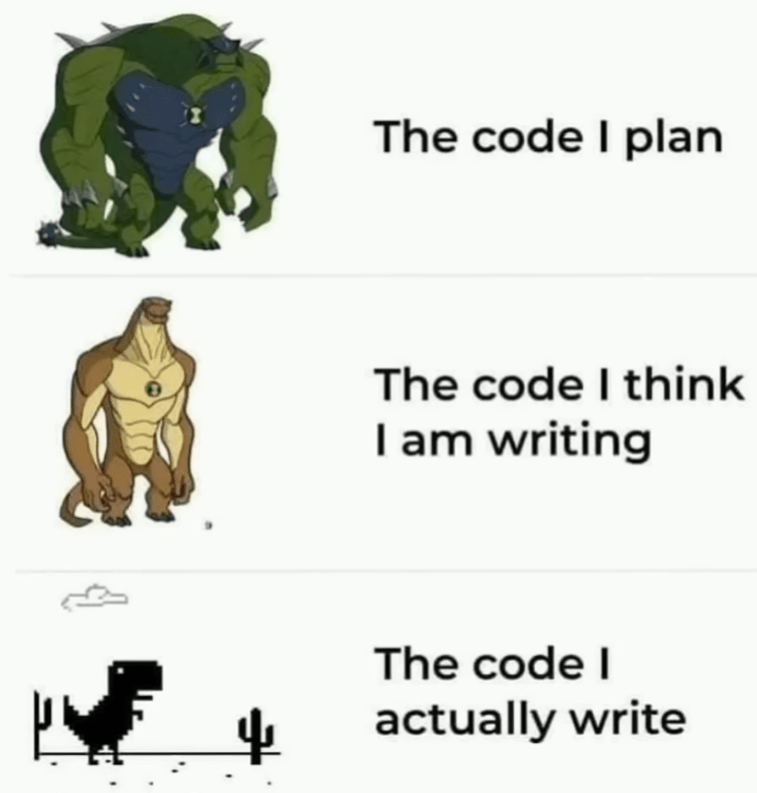 The code I plan
The code I think
I am writing
The code I
actually write